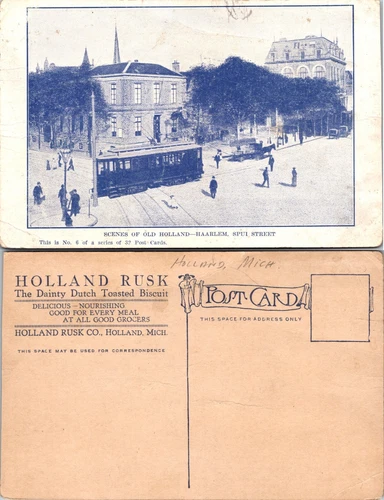 SCENES OF OLD HOLLAND—HAARLEM, SPUI STREET
This is No. 6 of a series of 32 Post-Cards.
Holland, Mich
HOLLAND RUSK
The Dainty Dutch Toasted Biscuit
DELICIOUS—NOURISHING
GOOD FOR EVERY MEAL
AT ALL GOOD GROCERS
HOLLAND RUSK CO., HOLLAND, MICH.
THIS SPACE MAY BE USED FOR CORRESPONDENCE
POST-CARD
THIS SPACE FOR ADDRESS ONLY